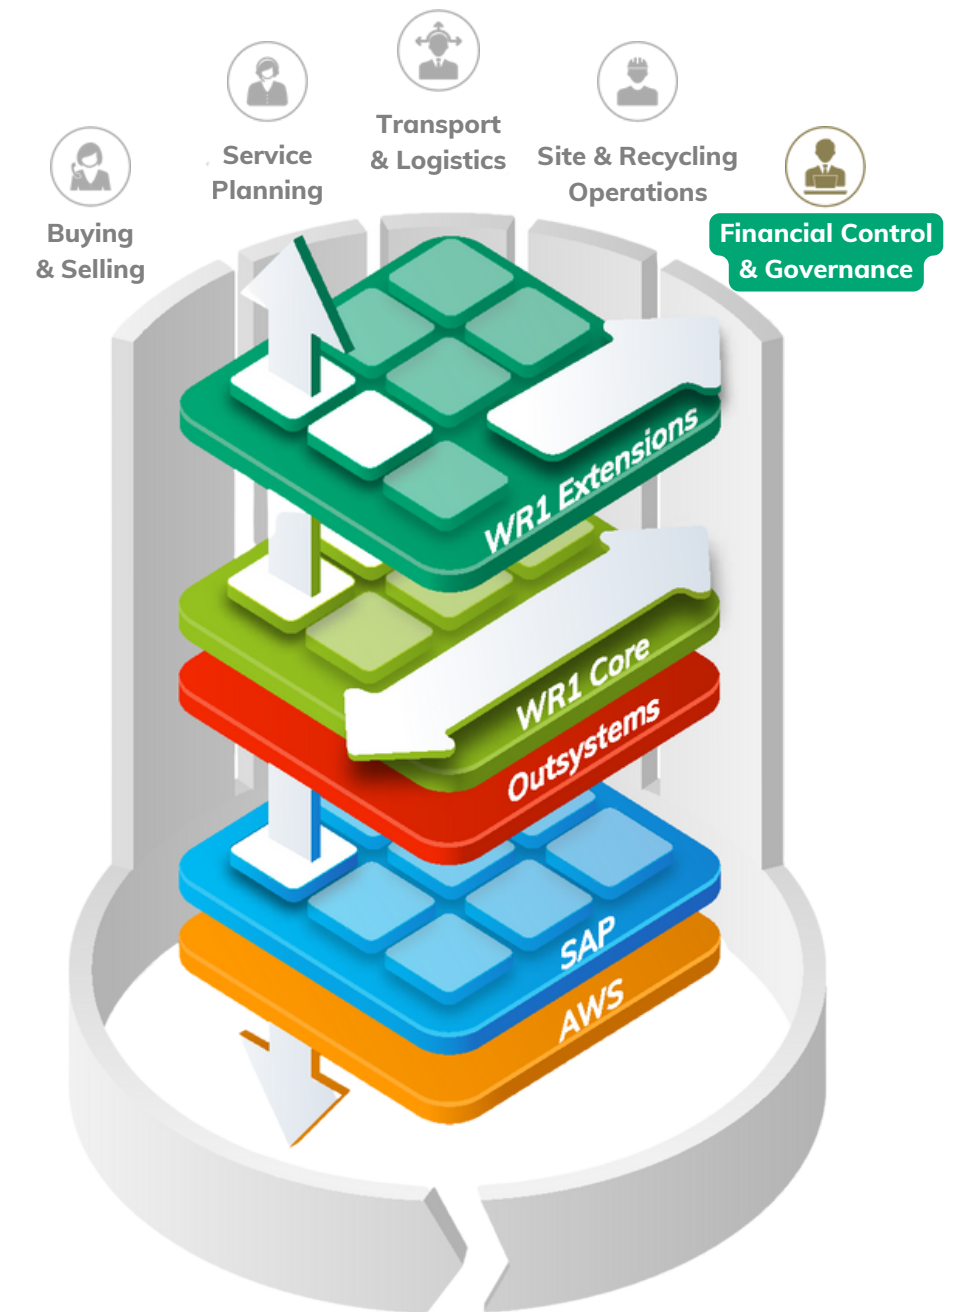 Transport
& Logistics
Service
Planning
Site & Recycling
Operations
Buying
& Selling
Financial Control
& Governance
WR1 Extensions
WR1 Core
Outsystems
SAP
AWS